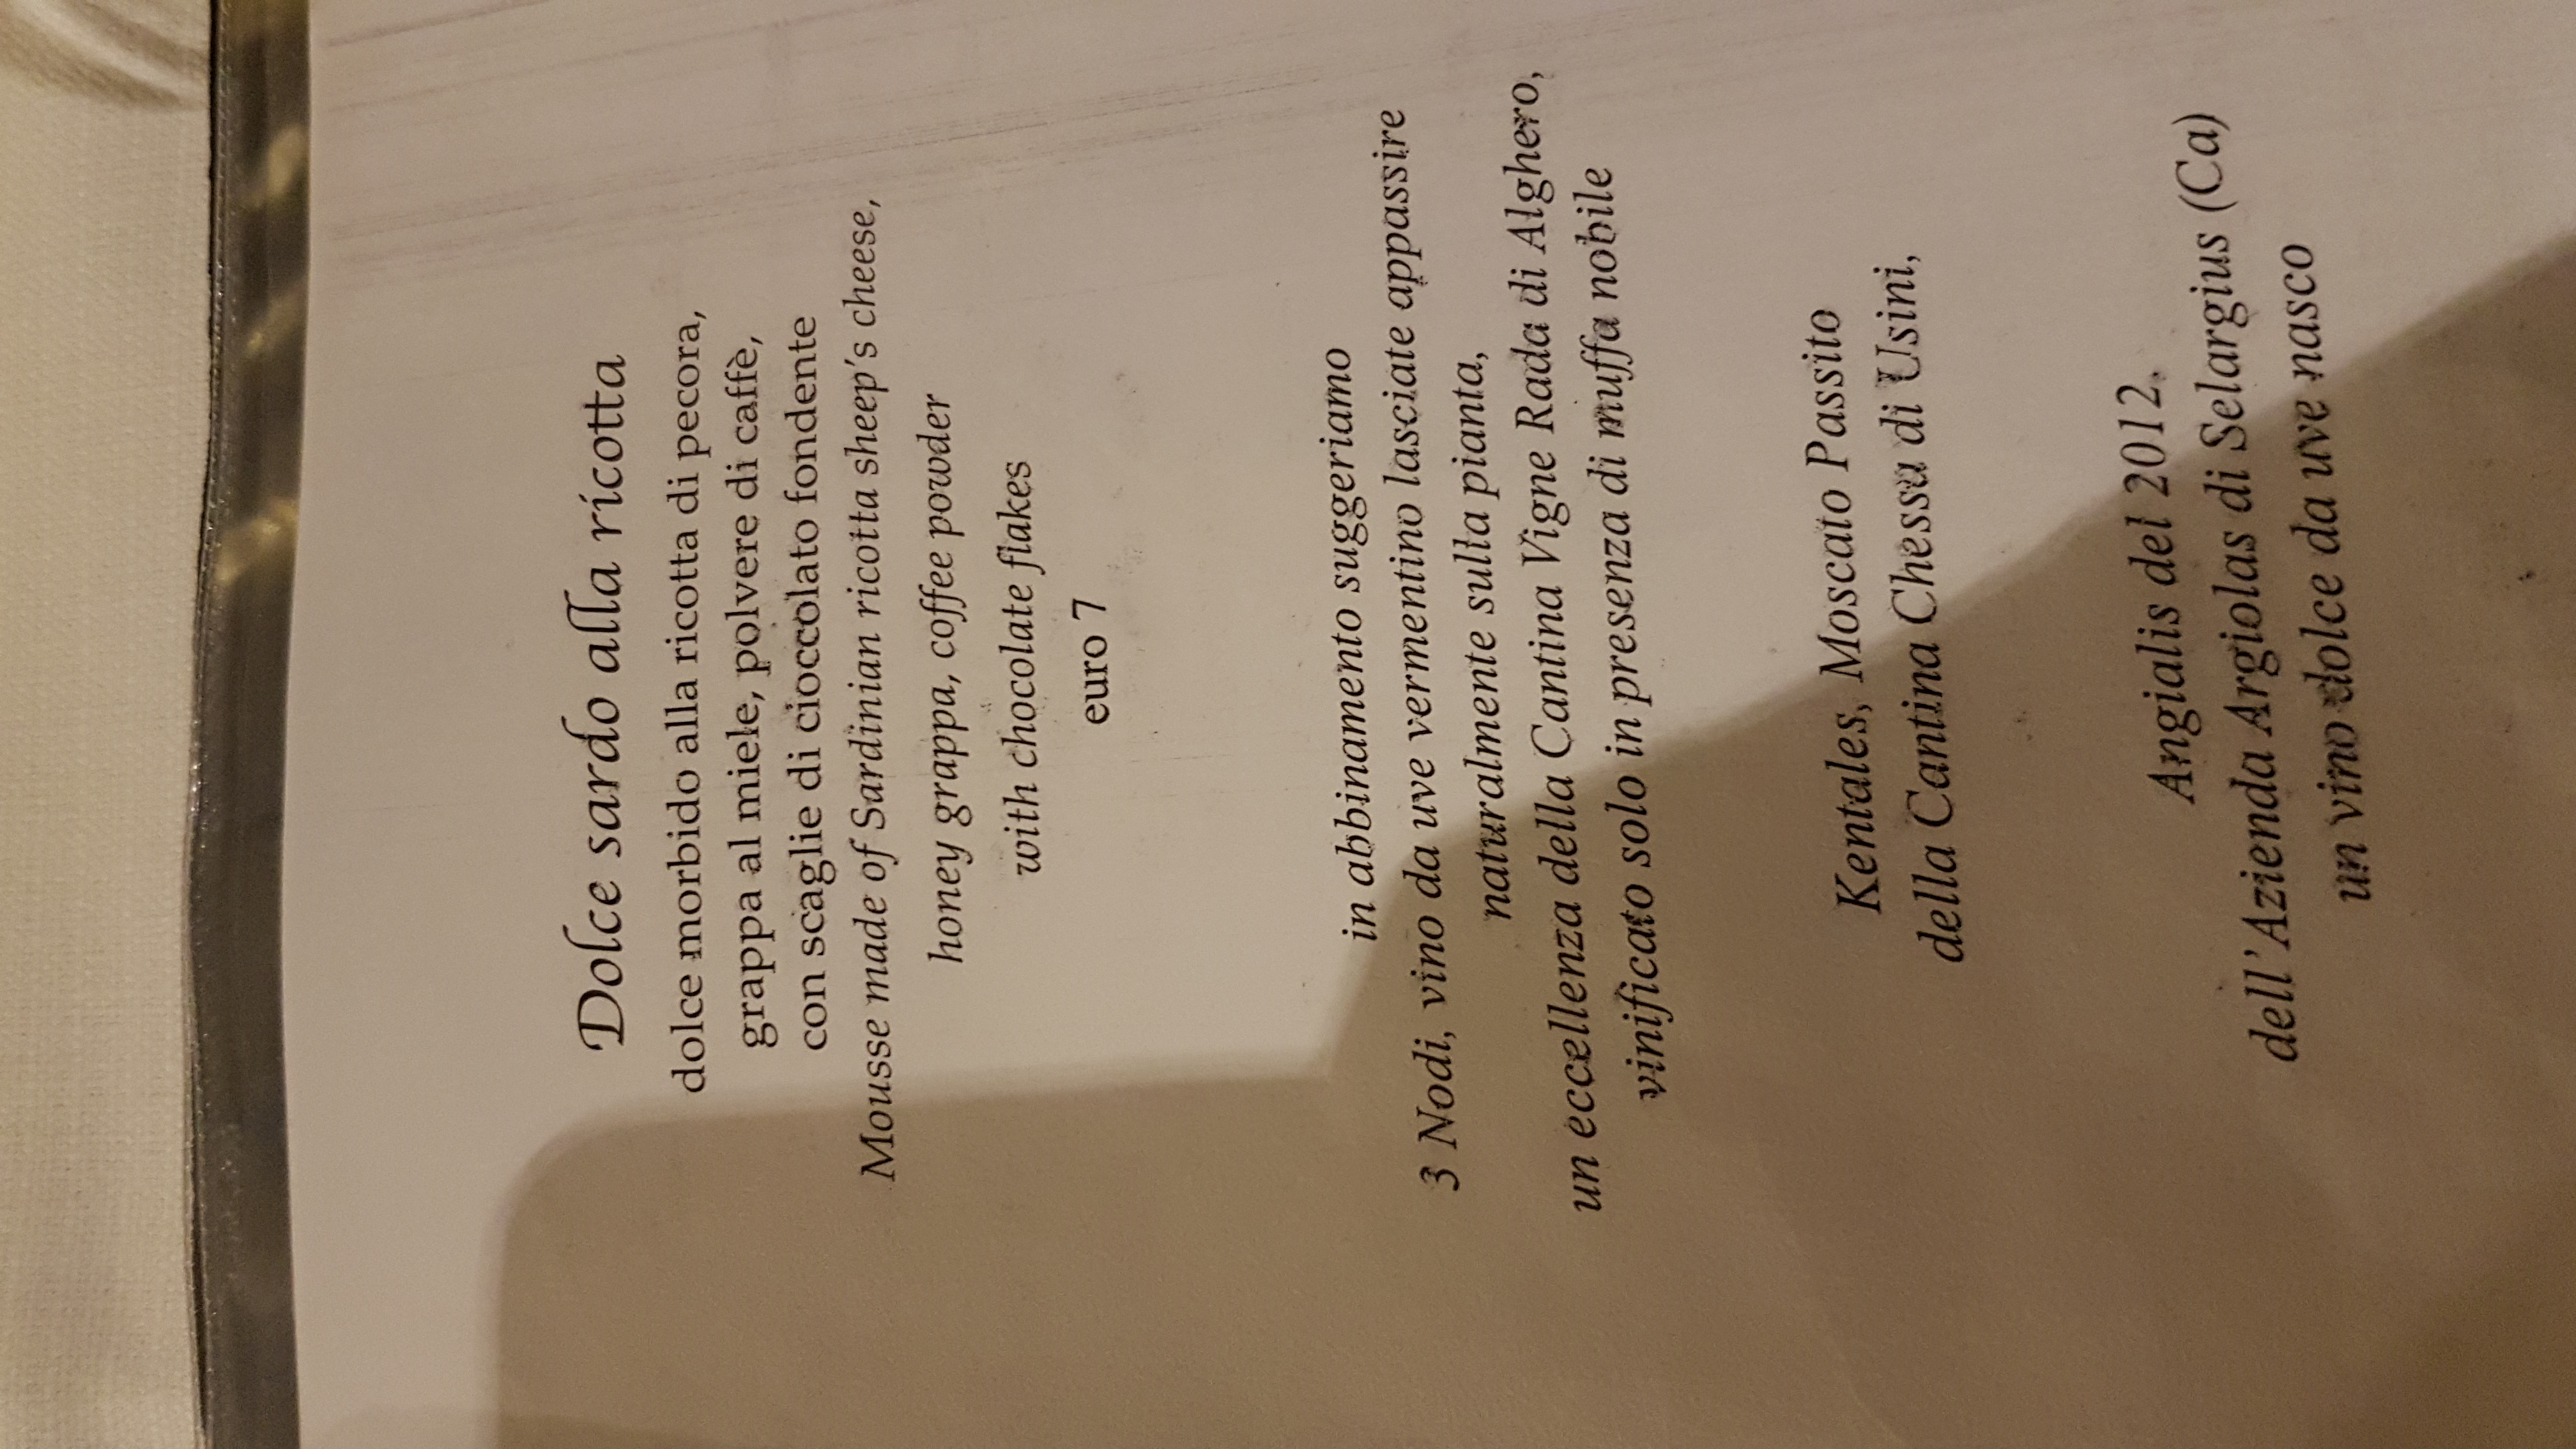 Dolce sardo alla ricotta
dolce morbido alla ricotta di pecora,
grappa al miele, polvere di caffè,
con scaglie di cioccolato fondente
Mousse made of Sardinian ricotta sheep's cheese,
honey grappa, coffee powder
with chocolate flakes
euro 7
in abbinamento suggeriamo
3 Nodi, vino da uve vermentino lasciate appassire
naturalmente sulla pianta,
un eccellenza della Cantina Vigne Rada di Alghero,
vinificato solo in presenza di muffa nobile
Kentales, Moscato Passito
della Cantina Chessa di Usini,
Angialis del 2012.
dell'Azienda Argiolas di Selargius (Ca)
un vino dolce da uve nasco